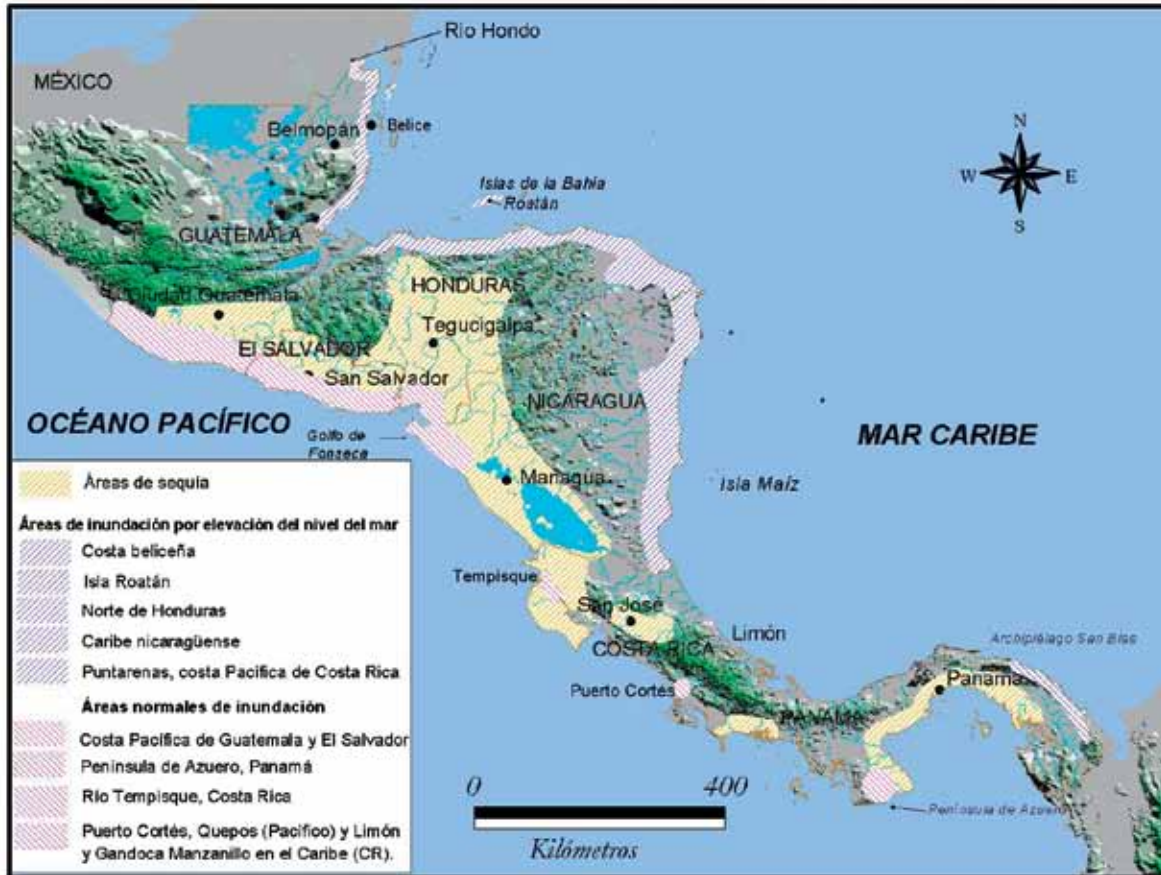 Río Hondo
MÉXICO
Belmopán
Belice
N
W E
S
Islas de la Bahía
Roatán
GUATEMALA
HONDURAS
Ciudad Guatemala
Tegucigalpa
El SALVADOR
San Salvador
NICARAGUA
OCÉANO PACÍFICO
MAR CARIBE
Golfo de
Fonseca
Managua
Isla Maíz
Áreas de sequía
Áreas de inundación por elevación del nivel del mar
Costa beliceña
Isla Roatán
Norte de Honduras
Caribe nicaragüense
Puntarenas, costa Pacífica de Costa Rica
Áreas normales de inundación
Costa Pacífica de Guatemala y El Salvador
Península de Azuero, Panamá
Río Tempisque, Costa Rica
Puerto Cortés, Quepos (Pacífico) y Limón
y Gandoca Manzanillo en el Caribe (CR).
Tempisque
San José
Limón
COSTA RICA
Archipiélago San Blas
Puerto Cortés
Panamá
PANAMÁ
0 400
Península de Azuero
Kilómetros